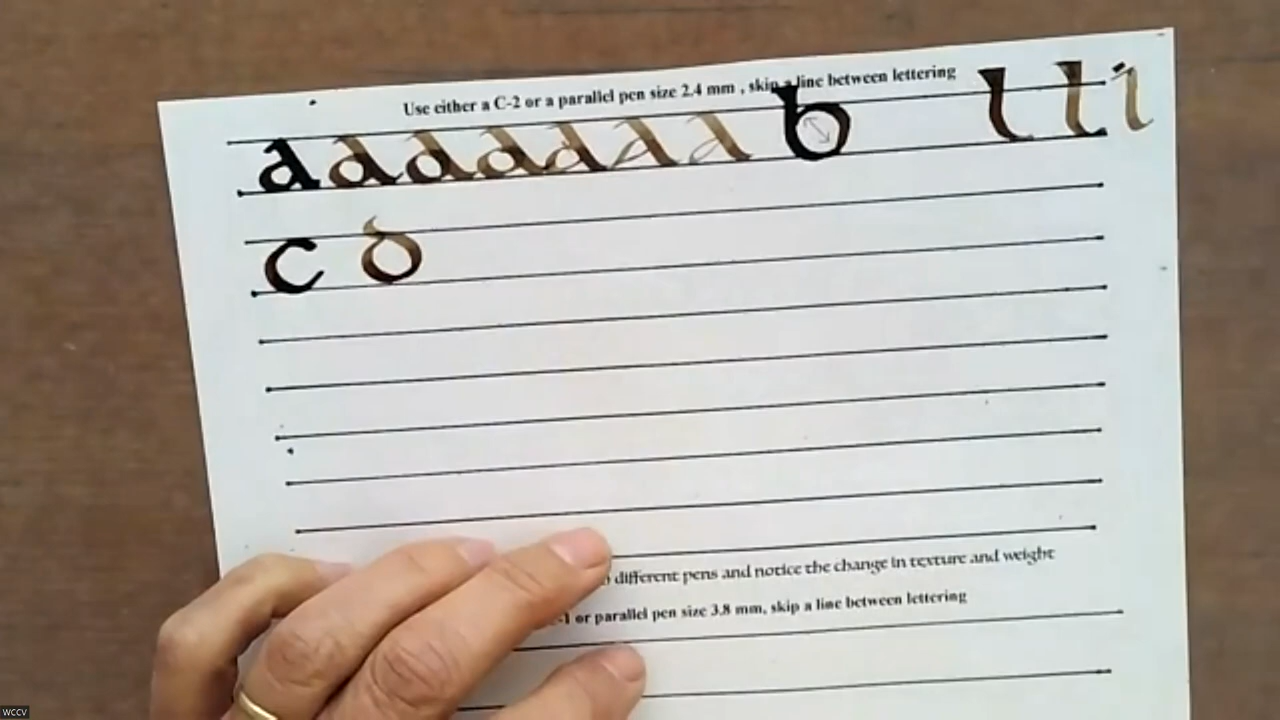 Use either a C-2 or a parallel pen size 2.4 mm , skip a line between lettering
a a a a a a a a b l l i
c d
different pens and notice the change in texture and weight
-1 or parallel pen size 3.8 mm, skip a line between lettering
WCCV